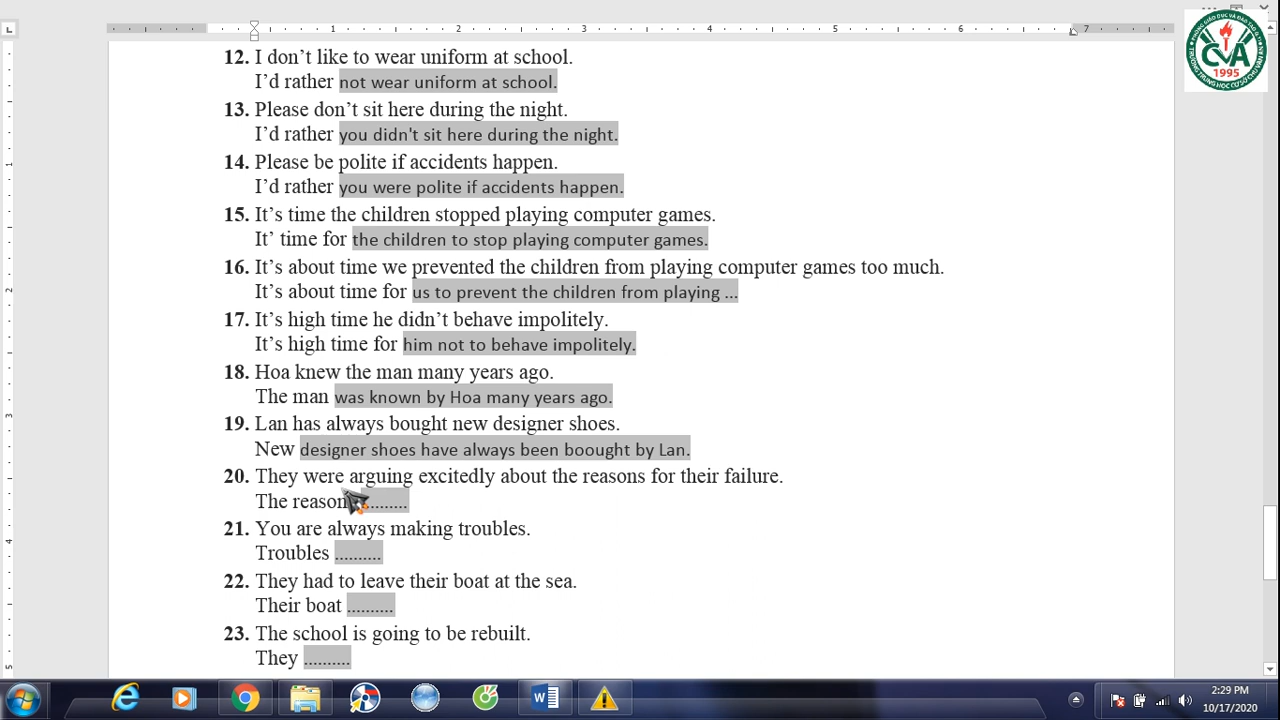 1 2 3 4 5 6 7
CVA
1995
12. I don't like to wear uniform at school.
I'd rather not wear uniform at school.
13. Please don't sit here during the night.
I'd rather you didn't sit here during the night.
14. Please be polite if accidents happen.
I'd rather you were polite if accidents happen.
15. It's time the children stopped playing computer games.
It' time for the children to stop playing computer games.
16. It's about time we prevented the children from playing computer games too much.
It's about time for us to prevent the children from playing ...
17. It's high time he didn't behave impolitely.
It's high time for him not to behave impolitely.
18. Hoa knew the man many years ago.
The man was known by Hoa many years ago.
19. Lan has always bought new designer shoes.
New designer shoes have always been boought by Lan.
20. They were arguing excitedly about the reasons for their failure.
The reason ........
21. You are always making troubles.
Troubles ..........
22. They had to leave their boat at the sea.
Their boat ..........
23. The school is going to be rebuilt.
They ..........
2:29 PM
10/17/2020